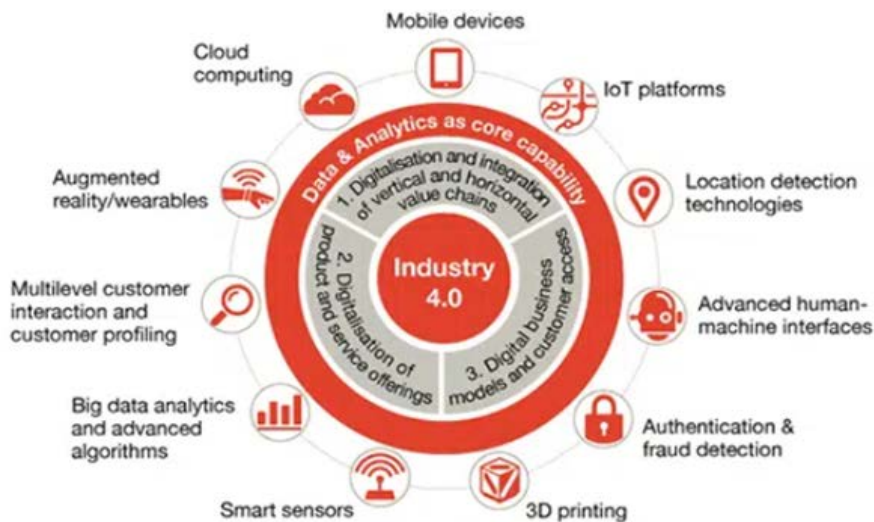 Mobile devices
Cloud
computing
IoT platforms
Data & Analytics as core capability
1. Digitalisation and integration
of vertical and horizontal
value chains
Augmented
reality/wearables
Location detection
technologies
Industry
4.0
2. Digitalisation of
product and service offerings
3. Digital business
models and customer access
Multilevel customer
interaction and
customer profiling
Advanced human-
machine interfaces
Big data analytics
and advanced
algorithms
Authentication &
fraud detection
Smart sensors
3D printing